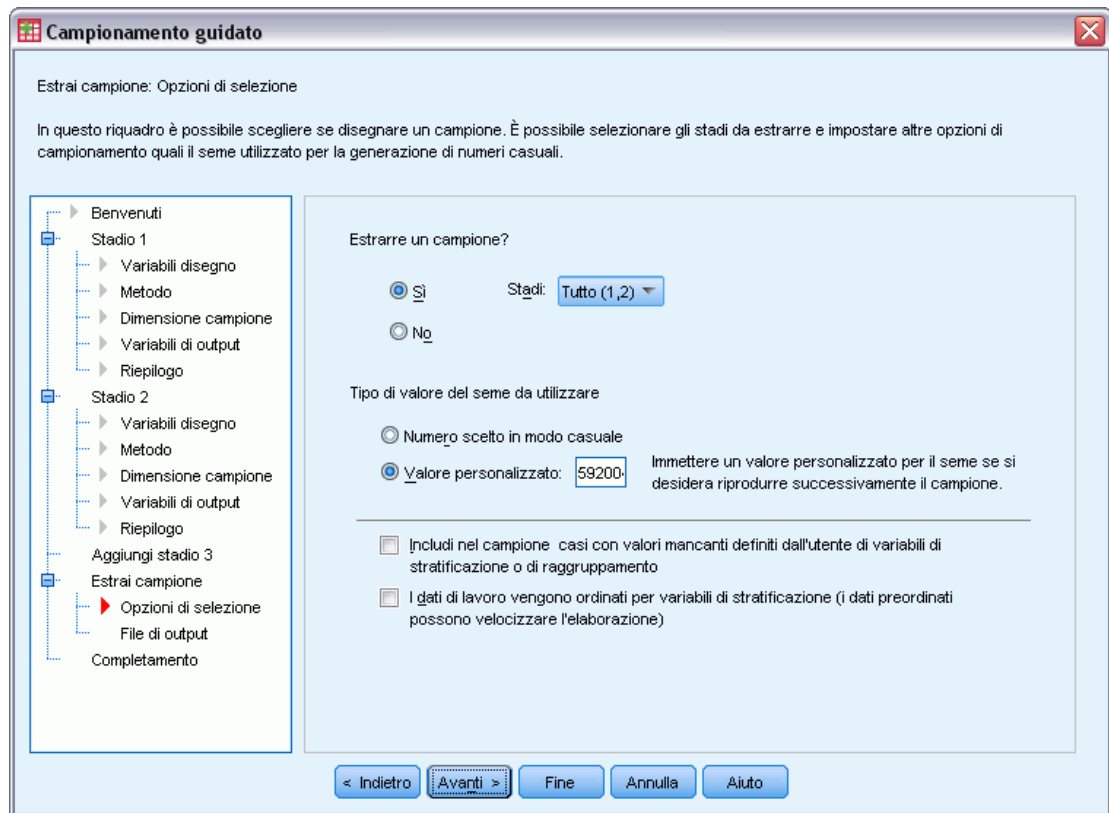 Campionamento guidato
Estrai campione: Opzioni di selezione
In questo riquadro è possibile scegliere se disegnare un campione. È possibile selezionare gli stadi da estrarre e impostare altre opzioni di
campionamento quali il seme utilizzato per la generazione di numeri casuali.
Benvenuti
Stadio 1
Variabili disegno
Metodo
Dimensione campione
Variabili di output
Riepilogo
Stadio 2
Variabili disegno
Metodo
Dimensione campione
Variabili di output
Riepilogo
Aggiungi stadio 3
Estrai campione
Opzioni di selezione
File di output
Completamento
Estrarre un campione?
Sì
Stadi: Tutto (1,2)
No
Tipo di valore del seme da utilizzare
Numero scelto in modo casuale
Valore personalizzato: 59200
Immettere un valore personalizzato per il seme se si
desidera riprodurre successivamente il campione.
Includi nel campione casi con valori mancanti definiti dall'utente di variabili di
stratificazione o di raggruppamento
I dati di lavoro vengono ordinati per variabili di stratificazione (i dati preordinati
possono velocizzare l'elaborazione)
< Indietro Avanti > Fine Annulla Aiuto